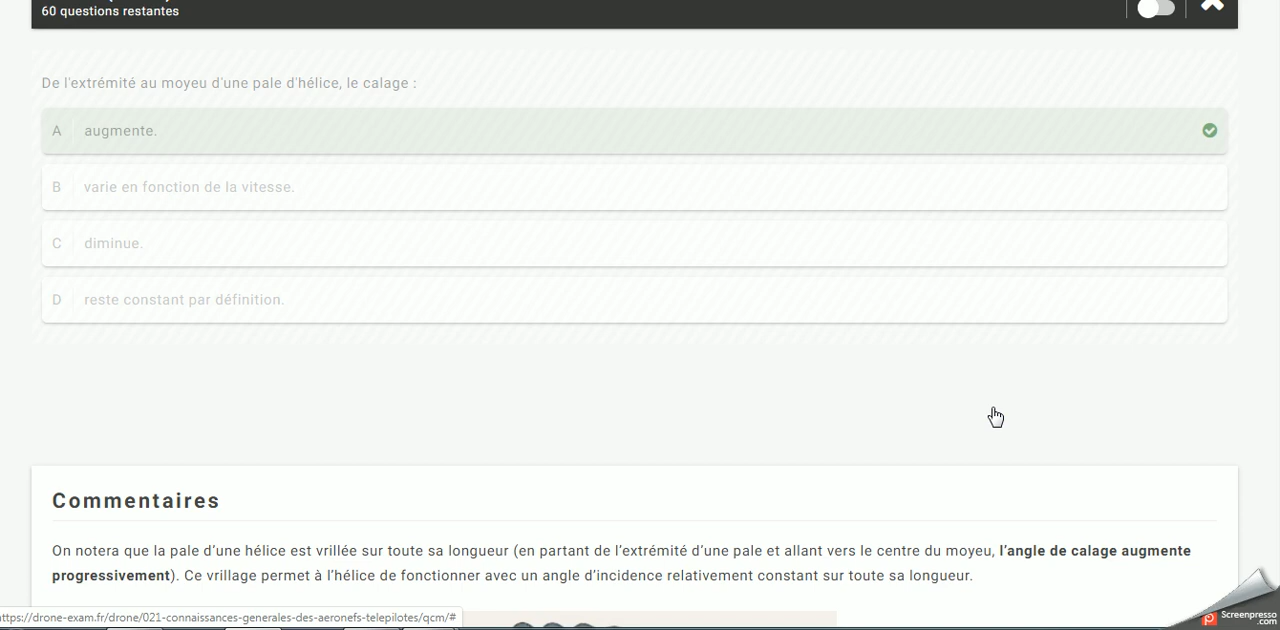 60 questions restantes
De l'extrémité au moyeu d'une pale d'hélice, le calage :
A augmente.
B varie en fonction de la vitesse.
C diminue.
D reste constant par définition.
Commentaires
On notera que la pale d’une hélice est vrillée sur toute sa longueur (en partant de l’extrémité d’une pale et allant vers le centre du moyeu, l’angle de calage augmente
progressivement). Ce vrillage permet à l’hélice de fonctionner avec un angle d’incidence relativement constant sur toute sa longueur.
ttps://drone-exam.fr/drone/021-connaissances-generales-des-aeronefs-telepilotes/qcm/#
Screenpresso
.com